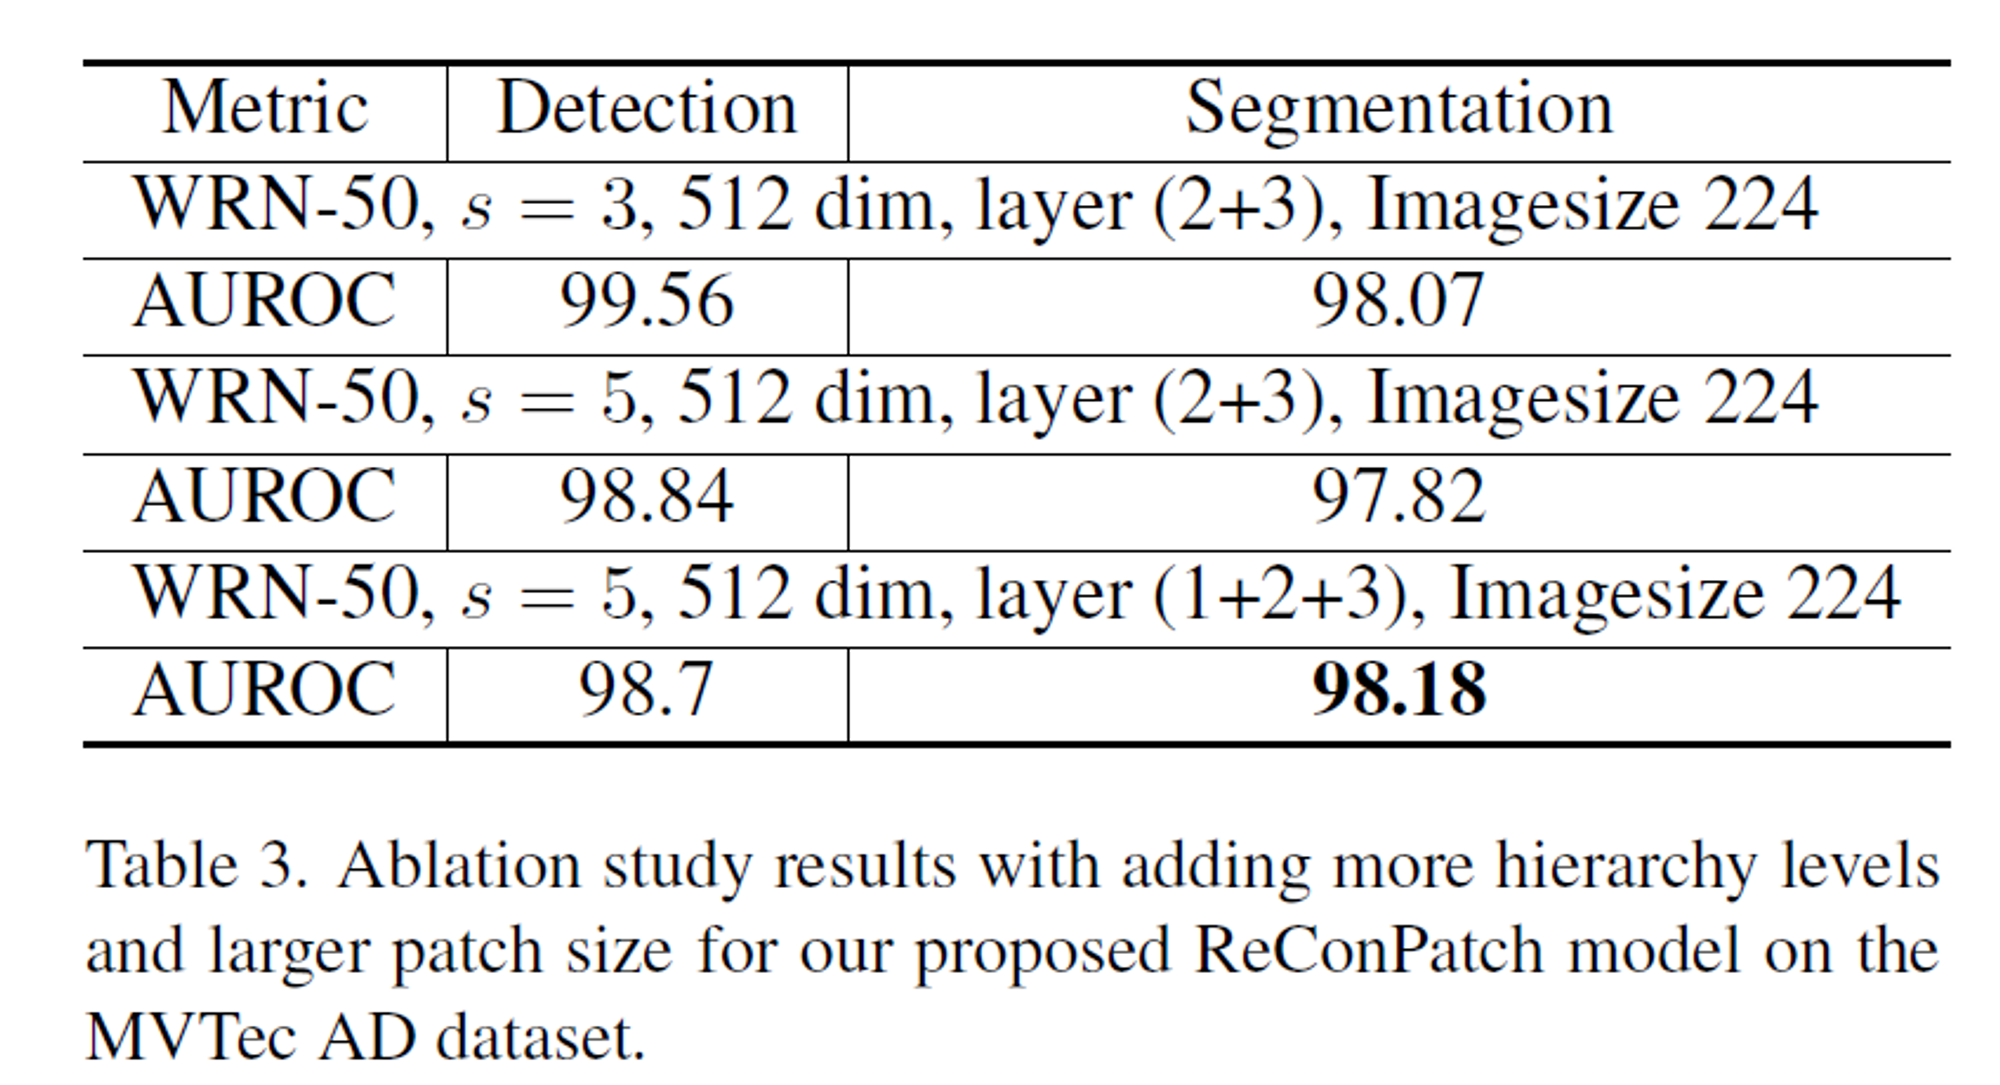 Metric Detection Segmentation
WRN-50, s = 3, 512 dim, layer (2+3), Imagesize 224
AUROC 99.56 98.07
WRN-50, s = 5, 512 dim, layer (2+3), Imagesize 224
AUROC 98.84 97.82
WRN-50, s = 5, 512 dim, layer (1+2+3), Imagesize 224
AUROC 98.7 98.18
Table 3. Ablation study results with adding more hierarchy levels
and larger patch size for our proposed ReConPatch model on the
MVTec AD dataset.